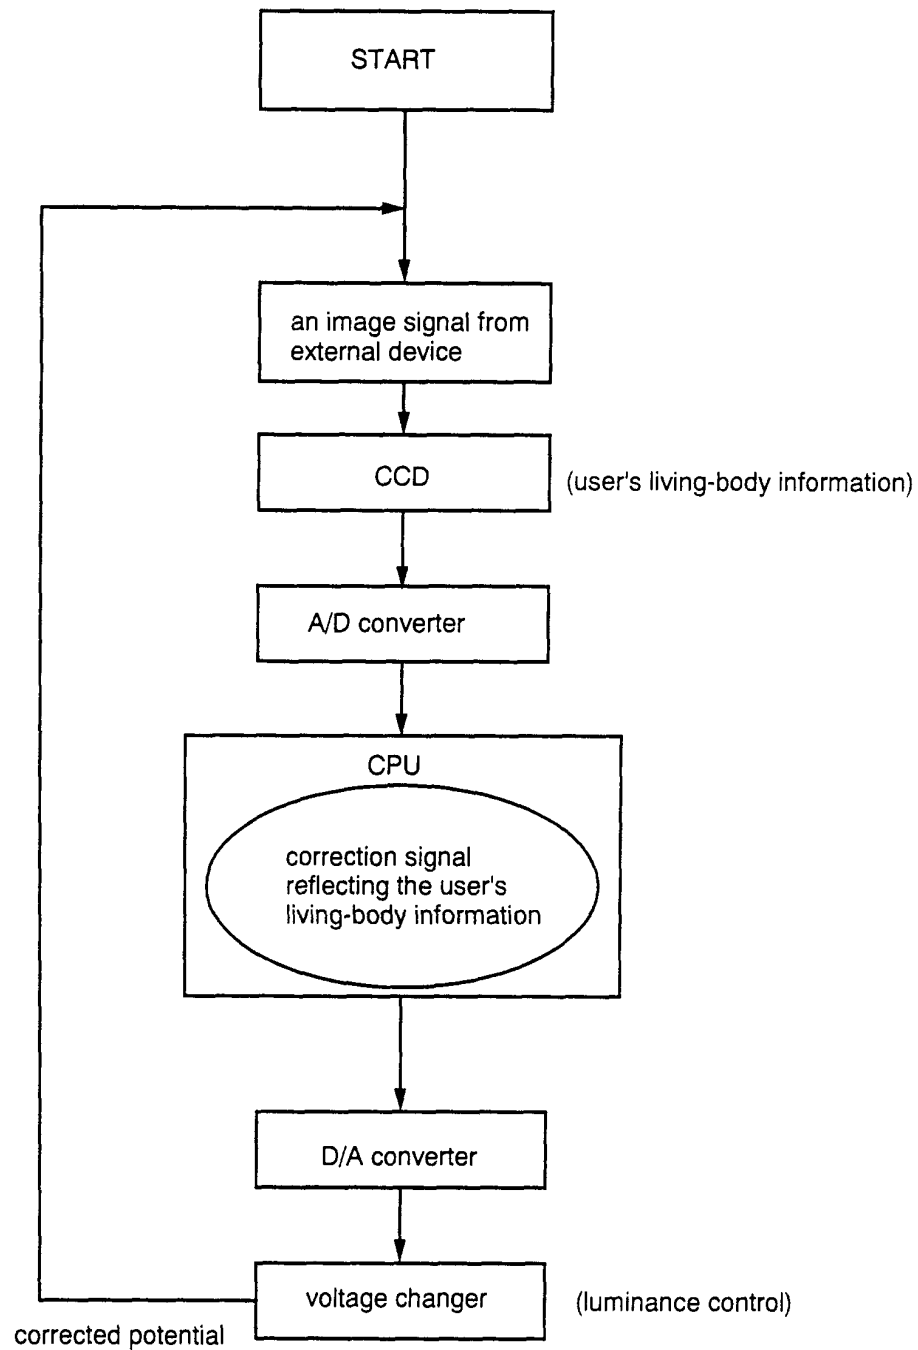 START
an image signal from
external device
CCD
(user's living-body information)
A/D converter
CPU
correction signal
reflecting the user's
living-body information
D/A converter
voltage changer
(luminance control)
corrected potential